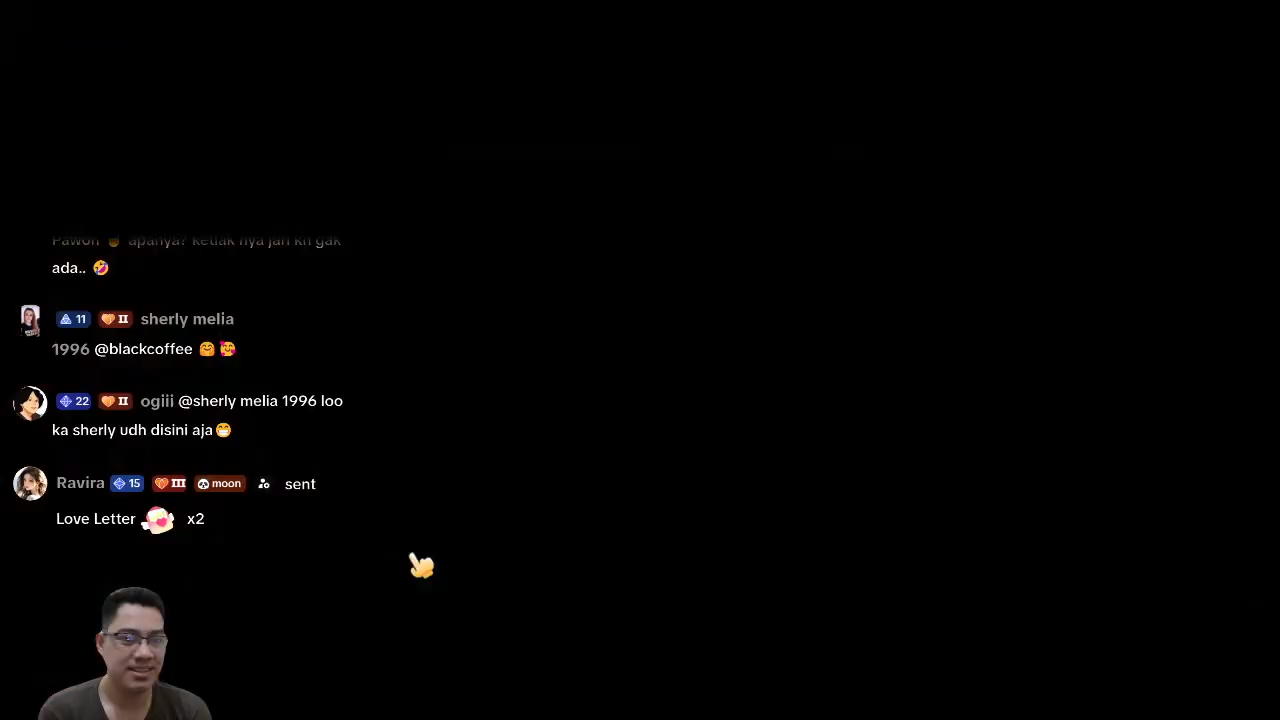 ada.. 🤣
11 II sherly melia
1996 @blackcoffee 🤗 🥰
22 II ogiii @sherly melia 1996 loo
ka sherly udh disini aja😁
Ravira 15 III moon sent
Love Letter x2